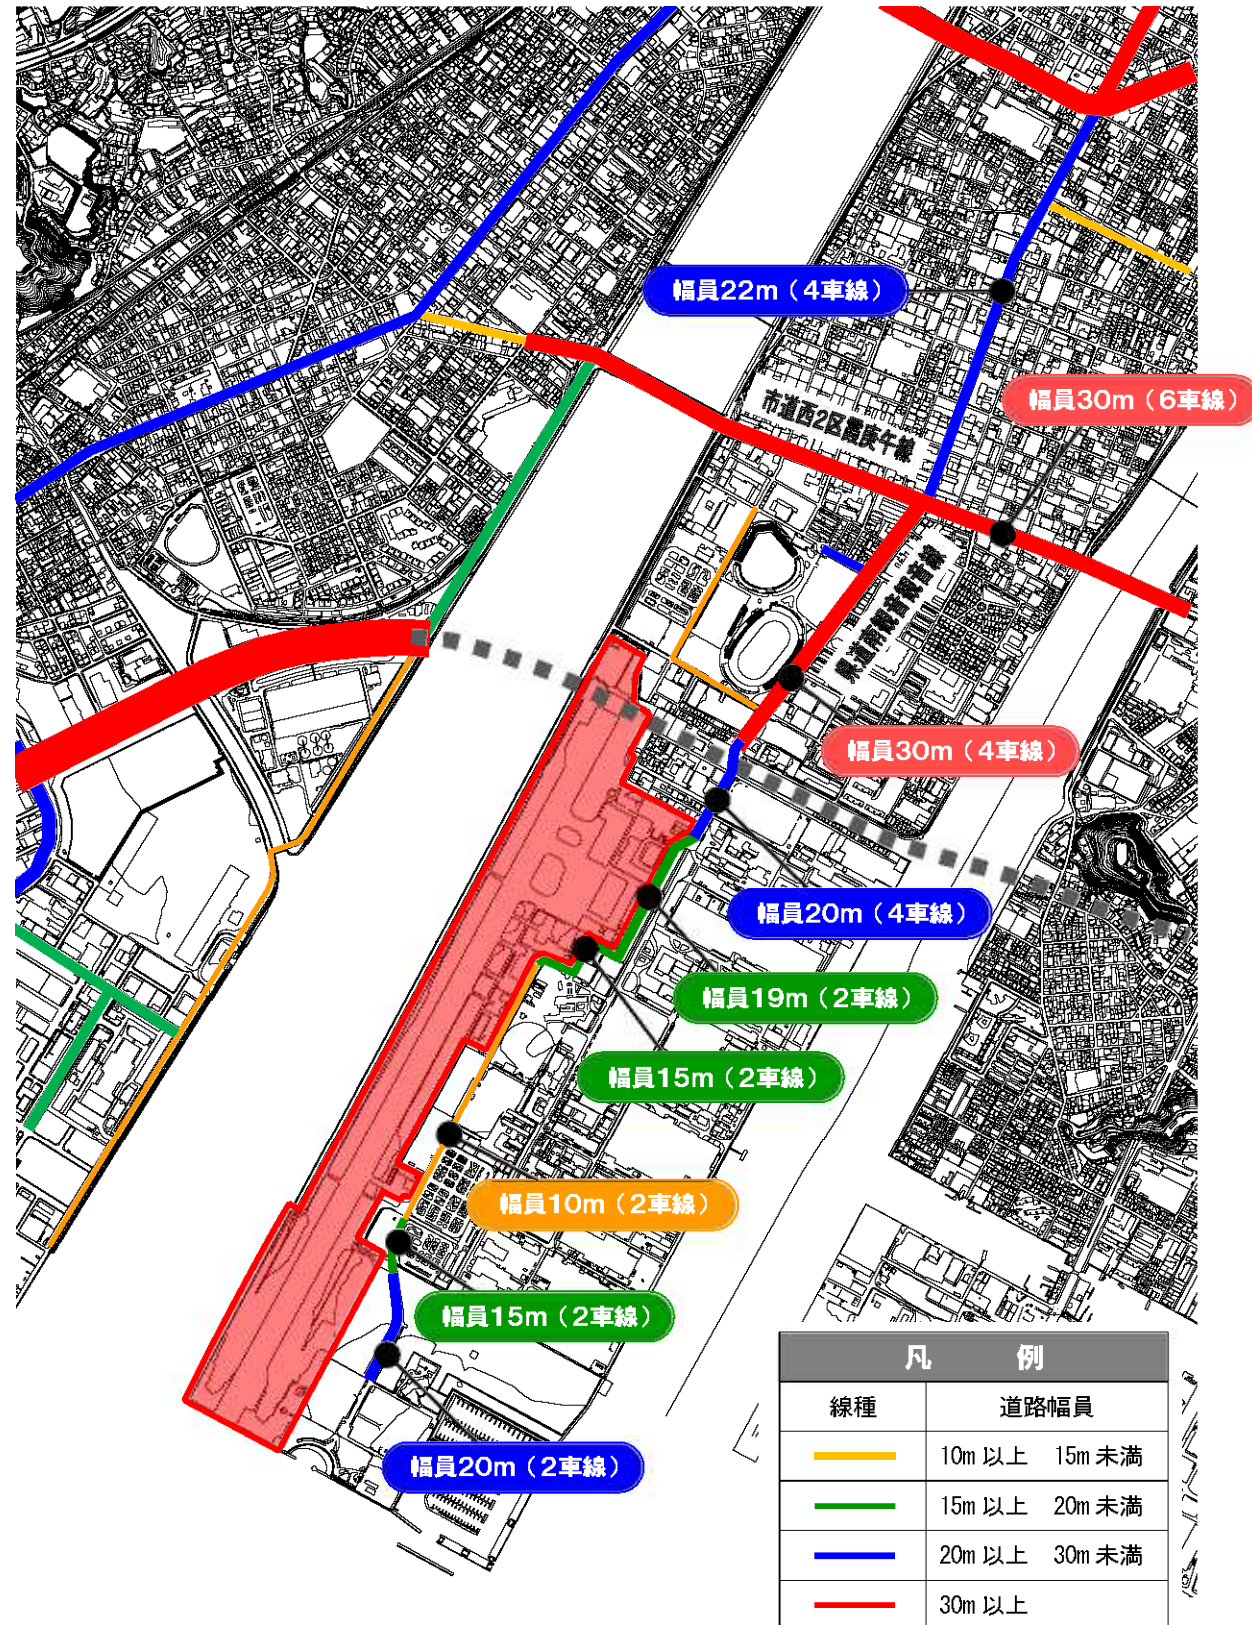 幅員22m（4車線）
幅員30m（6車線）
市道西2区霞庚午線
県道南観音観音線
幅員30m（4車線）
幅員20m（4車線）
幅員19m（2車線）
幅員15m（2車線）
幅員10m（2車線）
幅員15m（2車線）
幅員20m（2車線）
凡 例
線種 道路幅員
10m 以上 15m 未満
15m 以上 20m 未満
20m 以上 30m 未満
30m 以上